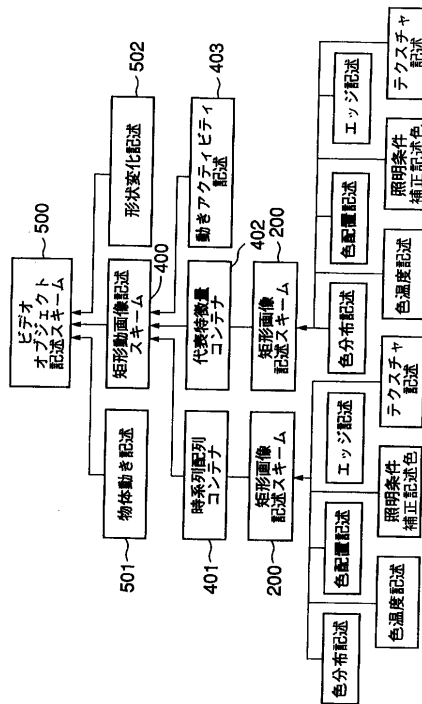 500
ビデオ
オブジェクト
記述スキーム
501
物体動き記述
矩形動画像記述
スキーム
400
形状変化記述
502
401
時系列配列
コンテナ
代表特徴量
コンテナ
402
動きアクティビティ
記述
403
200
矩形画像
記述スキーム
矩形画像
記述スキーム
200
色分布記述
色配置記述
エッジ記述
色温度記述
照明条件
補正記述色
テクスチャ
記述
色分布記述
色配置記述
エッジ記述
色温度記述
照明条件
補正記述色
テクスチャ
記述